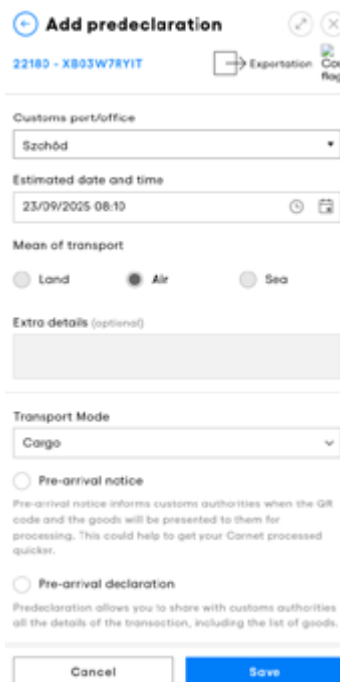 Add predeclaration
22180 - XB03W7RYIT
Exportation
Customs port/office
Szohód
Estimated date and time
23/09/2025 08:10
Mean of transport
Land
Air
Sea
Extra details (optional)
Transport Mode
Cargo
Pre-arrival notice
Pre-arrival notice informs customs authorities when the QR
code and the goods will be presented to them for
processing. This could help to get your Carnet processed
quicker.
Pre-arrival declaration
Predeclaration allows you to share with customs authorities
all the details of the transaction, including the list of goods.
Cancel
Save